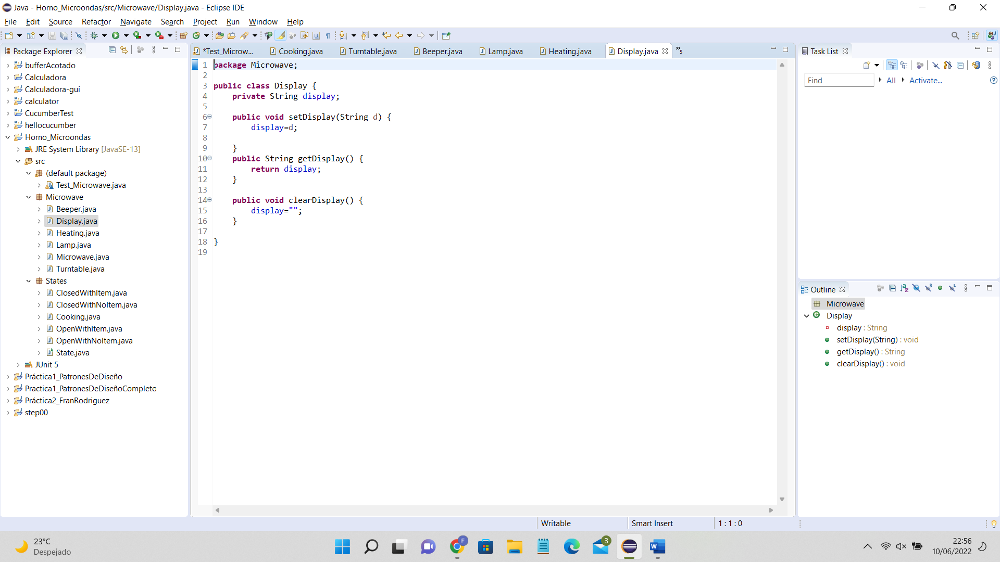 Java - Horno_Microondas/src/Microwave/Display.java - Eclipse IDE
File Edit Source Refactor Navigate Search Project Run Window Help
Package Explorer
bufferAcotado
Calculadora
Calculadora-gui
calculator
CucumberTest
hellocucumber
Horno_Microondas
JRE System Library [JavaSE-13]
src
(default package)
Test_Microwave.java
Microwave
Beeper.java
Display.java
Heating.java
Lamp.java
Microwave.java
Turntable.java
States
ClosedWithItem.java
ClosedWithNoItem.java
Cooking.java
OpenWithItem.java
OpenWithNoItem.java
State.java
JUnit 5
Práctica1_PatronesDeDiseño
Practica1_PatronesDeDiseñoCompleto
Práctica2_FranRodriguez
step00
*Test_Microw... Cooking.java Turntable.java Beeper.java Lamp.java Heating.java Display.java »5
1 package Microwave;
2
3 public class Display {
4 private String display;
5
6 public void setDisplay(String d) {
7 display=d;
8
9 }
10 public String getDisplay() {
11 return display;
12 }
13
14 public void clearDisplay() {
15 display="";
16 }
17
18 }
19
Task List
Find All Activate...
Outline
Microwave
Display
display : String
setDisplay(String) : void
getDisplay() : String
clearDisplay() : void
Writable Smart Insert 1 : 1 : 0
23°C
Despejado
F
3
22:56
10/06/2022